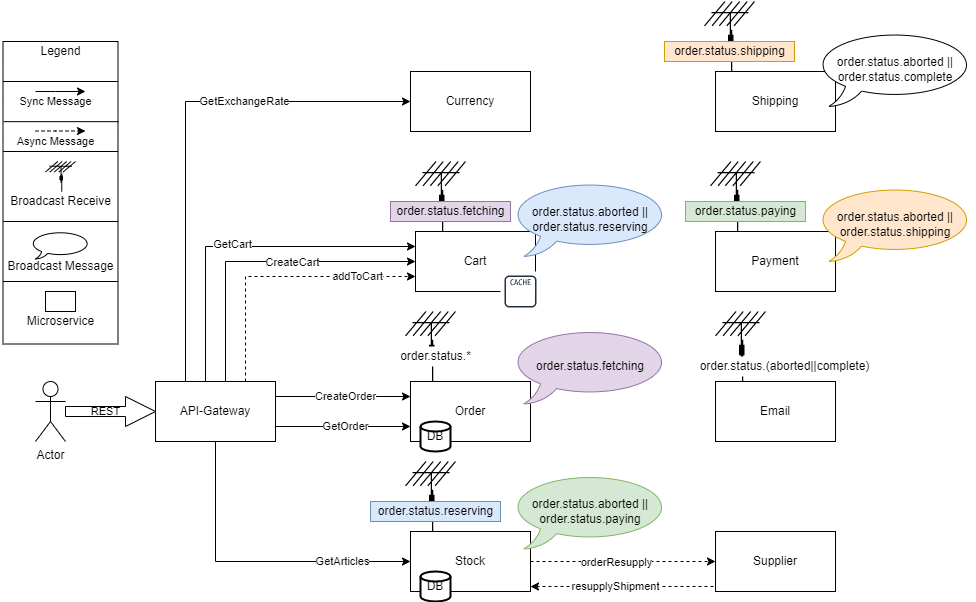 Legend
Sync Message
Async Message
Broadcast Receive
Broadcast Message
Microservice
Actor
REST
API-Gateway
GetExchangeRate
Currency
order.status.shipping
Shipping
order.status.aborted ||
order.status.complete
order.status.fetching
order.status.aborted ||
order.status.reserving
GetCart
CreateCart
addToCart
Cart
CACHE
order.status.paying
Payment
order.status.aborted ||
order.status.shipping
order.status.*
order.status.fetching
CreateOrder
GetOrder
Order
DB
order.status.(aborted||complete)
Email
order.status.reserving
order.status.aborted ||
order.status.paying
GetArticles
Stock
DB
orderResupply
resupplyShipment
Supplier